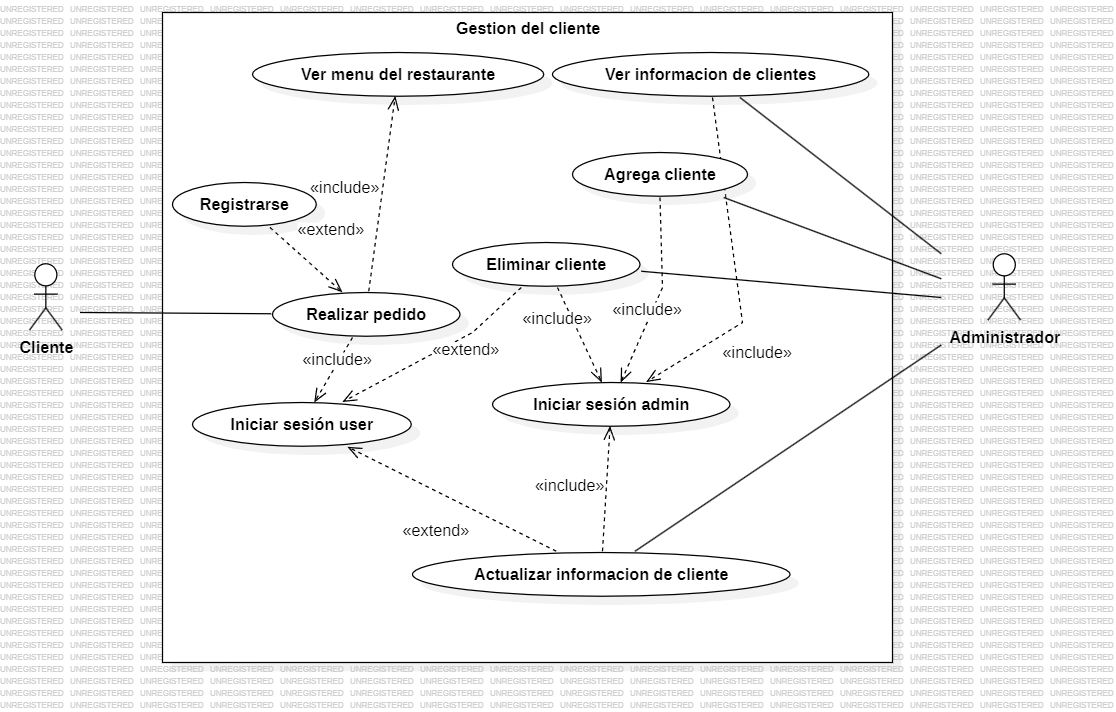 Gestion del cliente
Ver menu del restaurante
Ver informacion de clientes
Agrega cliente
«include»
Registrarse
«extend»
Eliminar cliente
Realizar pedido
«include»
«include»
Cliente
Administrador
«include»
«extend»
«include»
Iniciar sesión user
Iniciar sesión admin
«include»
«extend»
Actualizar informacion de cliente
UNREGISTERED